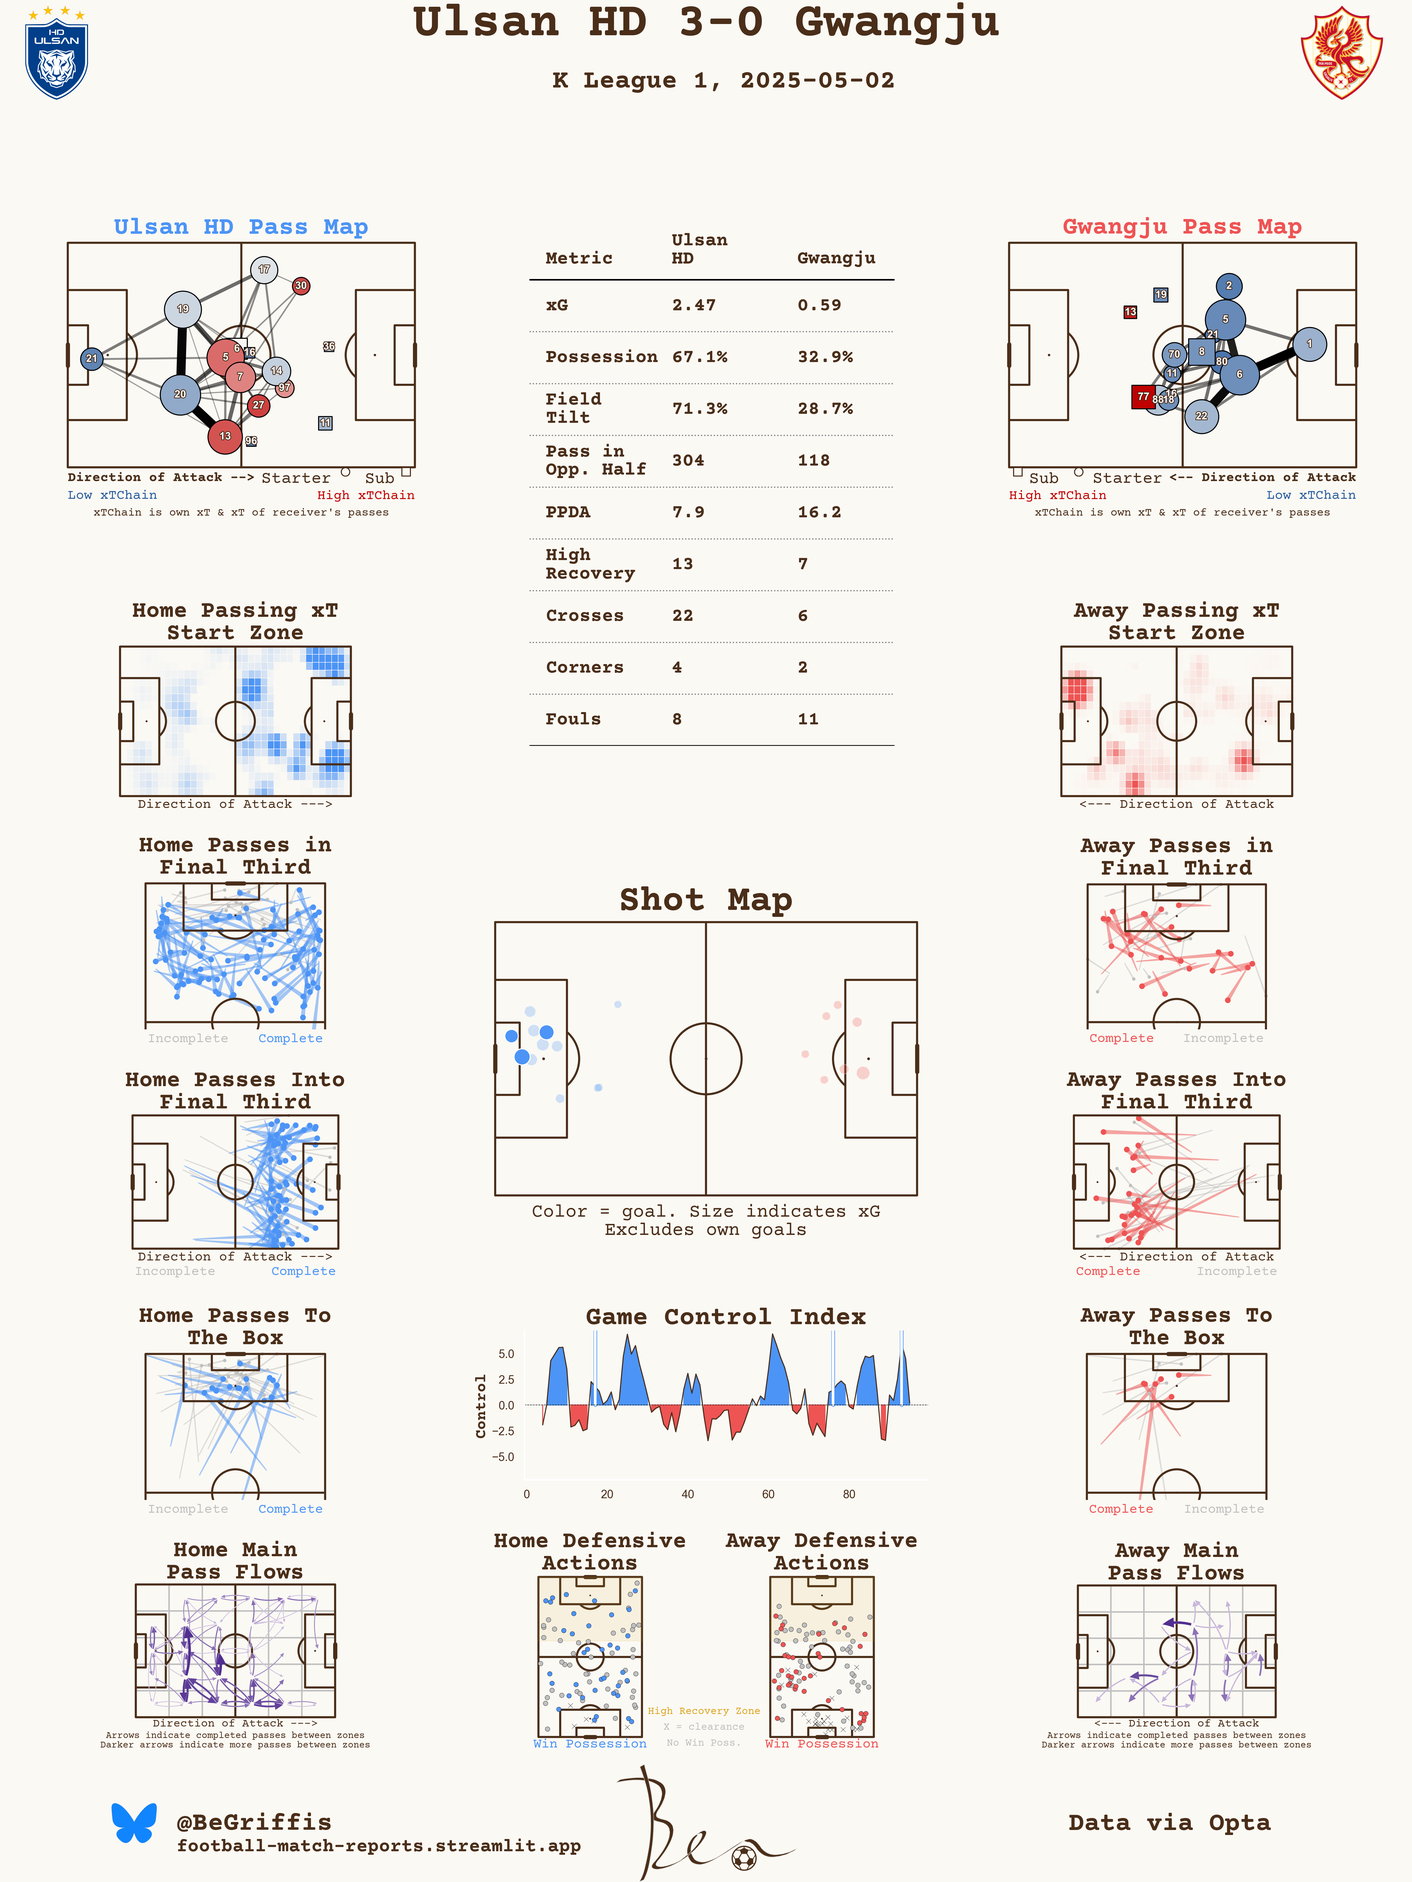 Ulsan HD 3-0 Gwangju
K League 1, 2025-05-02
HD
ULSAN
Ulsan HD Pass Map
17
30
19
6
16
36
21
5
14
7
97
20
27
11
13
96
Direction of Attack --> Starter Sub
Low xTChain High xTChain
xTChain is own xT & xT of receiver's passes
Metric Ulsan HD Gwangju
xG 2.47 0.59
Possession 67.1% 32.9%
Field Tilt 71.3% 28.7%
Pass in Opp. Half 304 118
PPDA 7.9 16.2
High Recovery 13 7
Crosses 22 6
Corners 4 2
Fouls 8 11
Gwangju Pass Map
2
19
13
5
21
1
70
8
80
11
6
77
88
16
18
22
Sub Starter <-- Direction of Attack
High xTChain Low xTChain
xTChain is own xT & xT of receiver's passes
Home Passing xT
Start Zone
Direction of Attack --->
Away Passing xT
Start Zone
<--- Direction of Attack
Home Passes in
Final Third
Incomplete Complete
Away Passes in
Final Third
Complete Incomplete
Shot Map
Color = goal. Size indicates xG
Excludes own goals
Home Passes Into
Final Third
Direction of Attack --->
Incomplete Complete
Away Passes Into
Final Third
<--- Direction of Attack
Complete Incomplete
Home Passes To
The Box
Incomplete Complete
Game Control Index
Control
5.0
2.5
0.0
−2.5
−5.0
0 20 40 60 80
Away Passes To
The Box
Complete Incomplete
Home Main
Pass Flows
Direction of Attack --->
Arrows indicate completed passes between zones
Darker arrows indicate more passes between zones
Home Defensive
Actions
Win Possession
High Recovery Zone
X = clearance
No Win Poss.
Away Defensive
Actions
Win Possession
Away Main
Pass Flows
<--- Direction of Attack
Arrows indicate completed passes between zones
Darker arrows indicate more passes between zones
@BeGriffis
football-match-reports.streamlit.app
Ben
Data via Opta